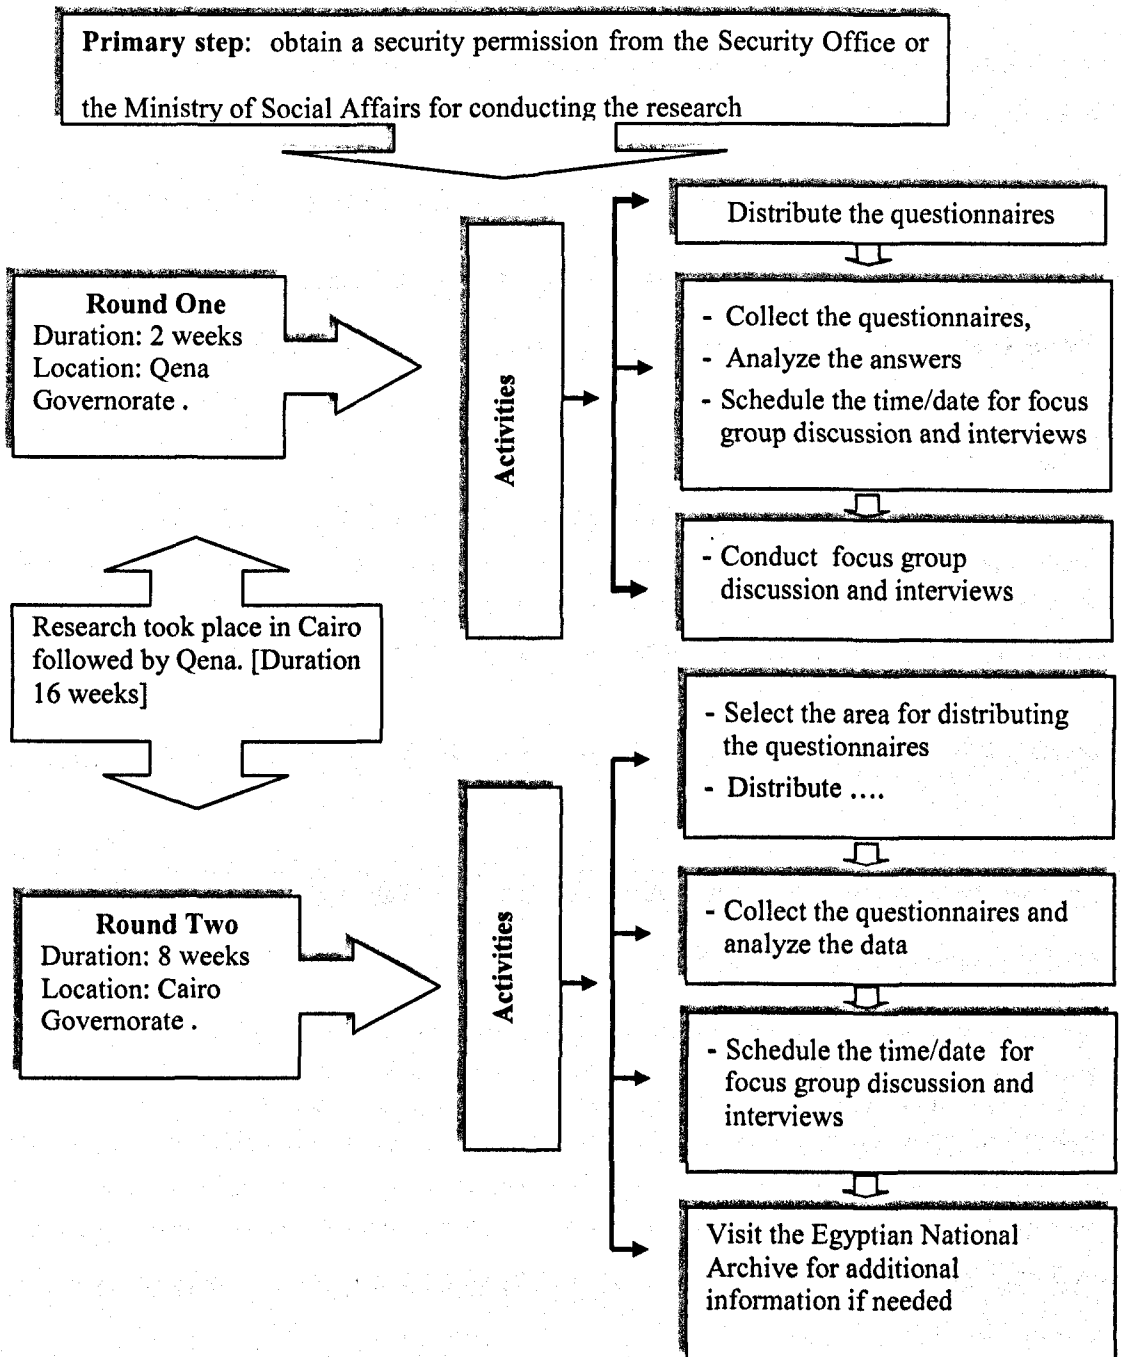 Primary step: obtain a security permission from the Security Office or
the Ministry of Social Affairs for conducting the research
Round One
Duration: 2 weeks
Location: Qena
Governorate .
Activities
Distribute the questionnaires
- Collect the questionnaires,
- Analyze the answers
- Schedule the time/date for focus
group discussion and interviews
- Conduct focus group
discussion and interviews
Research took place in Cairo
followed by Qena. [Duration
16 weeks]
Round Two
Duration: 8 weeks
Location: Cairo
Governorate .
Activities
- Select the area for distributing
the questionnaires
- Distribute ....
- Collect the questionnaires and
analyze the data
- Schedule the time/date for
focus group discussion and
interviews
Visit the Egyptian National
Archive for additional
information if needed